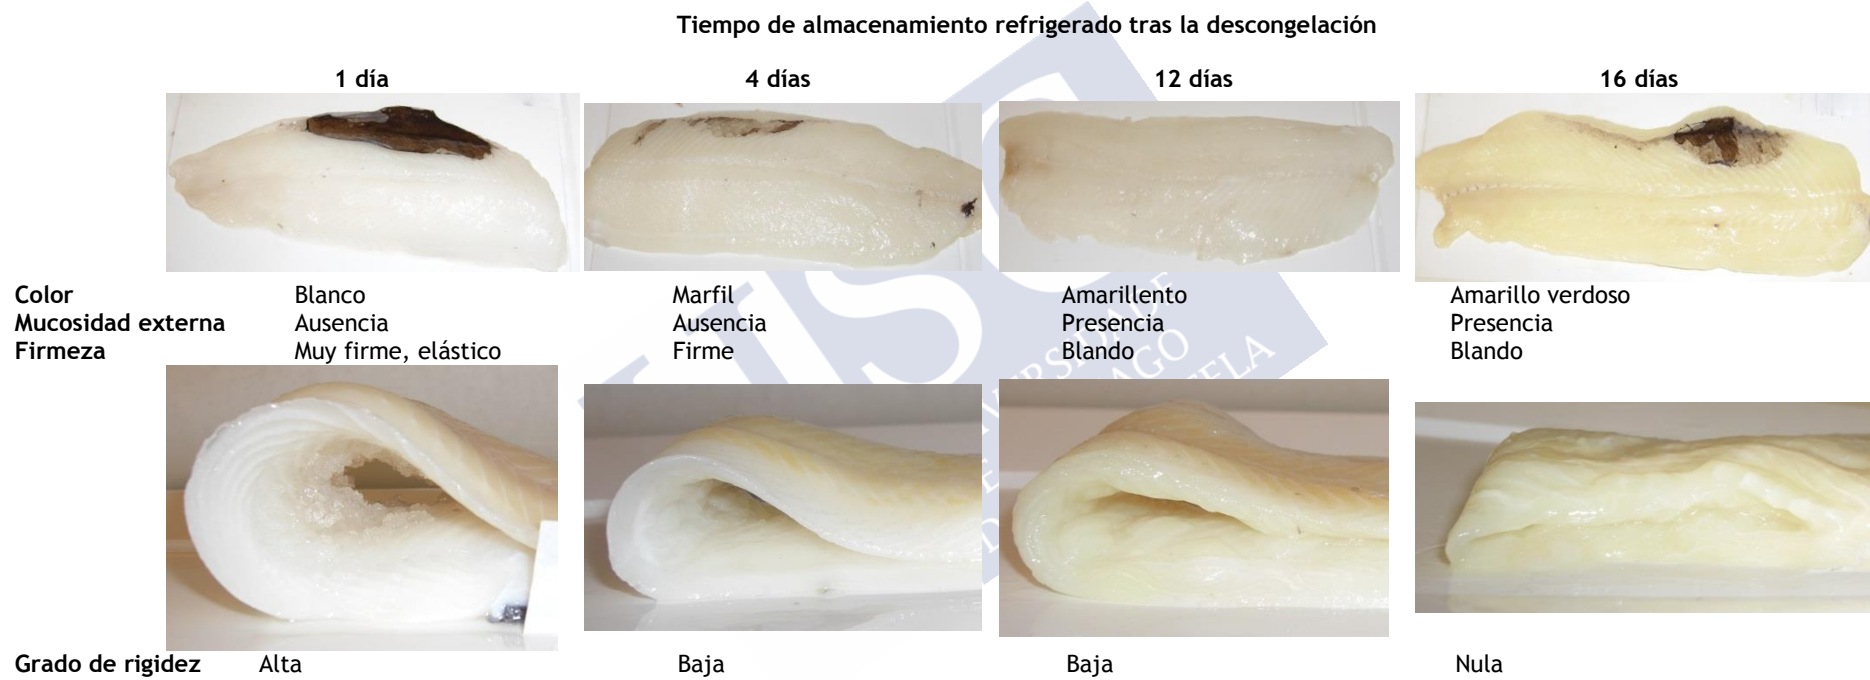 Tiempo de almacenamiento refrigerado tras la descongelación
1 día 4 días 12 días 16 días
Color Blanco Marfil Amarillento Amarillo verdoso
Mucosidad externa Ausencia Ausencia Presencia Presencia
Firmeza Muy firme, elástico Firme Blando Blando
Grado de rigidez Alta Baja Baja Nula